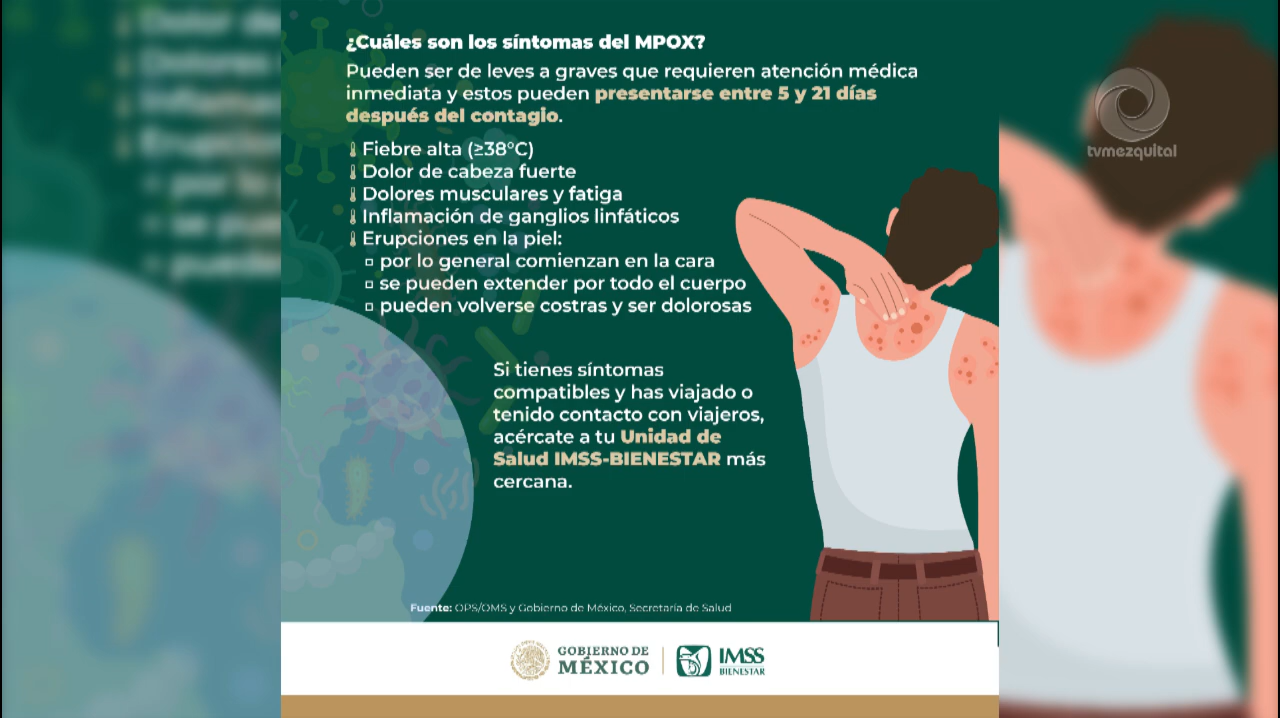 ¿Cuáles son los síntomas del MPOX?
Pueden ser de leves a graves que requieren atención médica
inmediata y estos pueden presentarse entre 5 y 21 días
después del contagio.
Fiebre alta (≥38°C)
Dolor de cabeza fuerte
Dolores musculares y fatiga
Inflamación de ganglios linfáticos
Erupciones en la piel:
▫ por lo general comienzan en la cara
▫ se pueden extender por todo el cuerpo
▫ pueden volverse costras y ser dolorosas
Si tienes síntomas
compatibles y has viajado o
tenido contacto con viajeros,
acércate a tu Unidad de
Salud IMSS-BIENESTAR más
cercana.
Fuente: OPS/OMS y Gobierno de México, Secretaría de Salud
GOBIERNO DE
MÉXICO
IMSS
BIENESTAR
tvmezquital